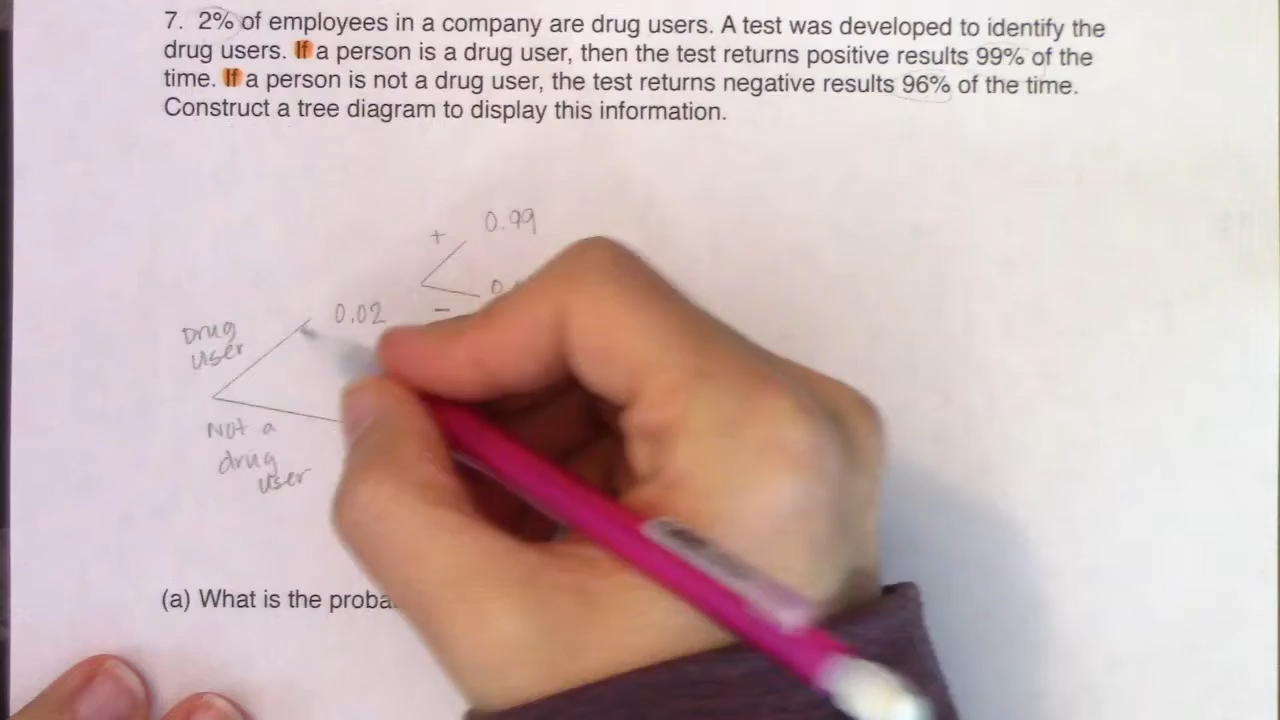 7. 2% of employees in a company are drug users. A test was developed to identify the
drug users. If a person is a drug user, then the test returns positive results 99% of the
time. If a person is not a drug user, the test returns negative results 96% of the time.
Construct a tree diagram to display this information.
+ 0.99
0.
−
0.02
Drug
user
Not a
drug
user
(a) What is the